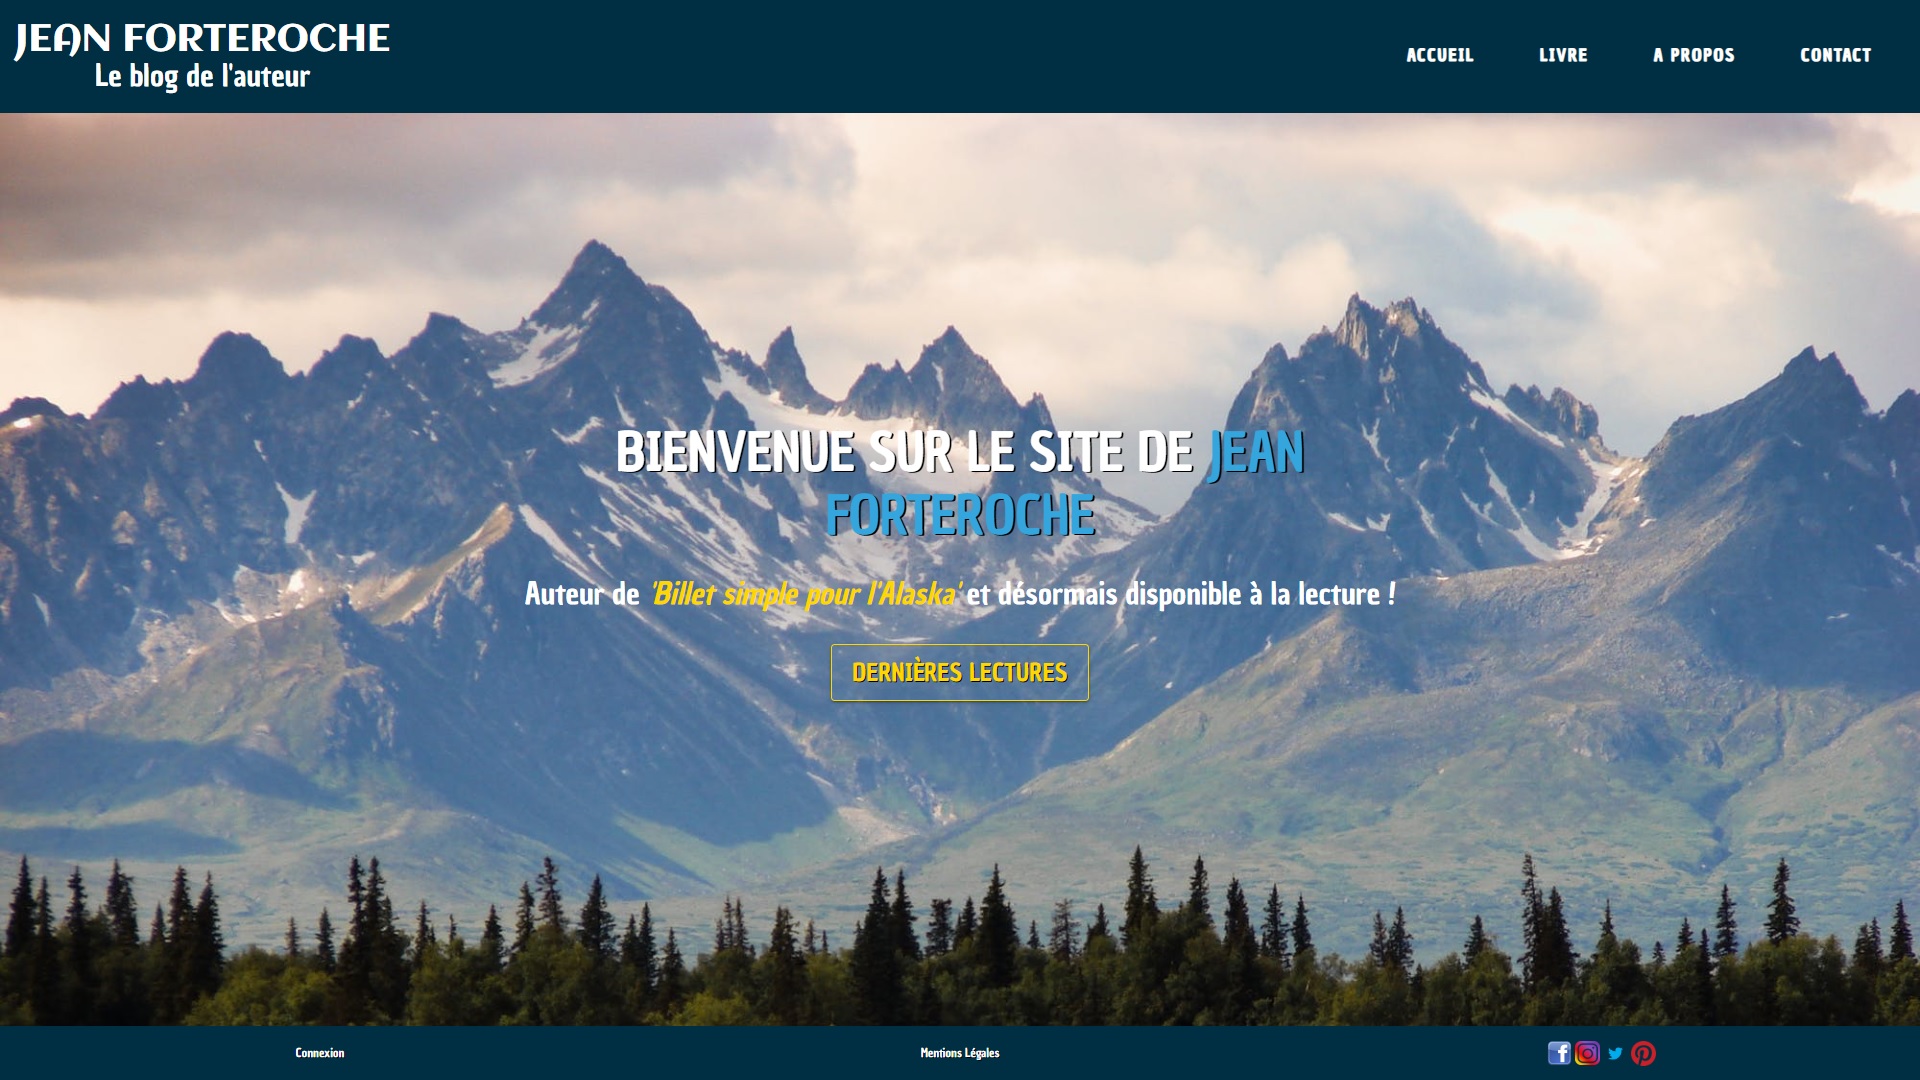 JEAN FORTEROCHE
Le blog de l'auteur
ACCUEIL LIVRE A PROPOS CONTACT
BIENVENUE SUR LE SITE DE JEAN
FORTEROCHE
Auteur de 'Billet simple pour l'Alaska' et désormais disponible à la lecture !
DERNIÈRES LECTURES
Connexion Mentions Légales